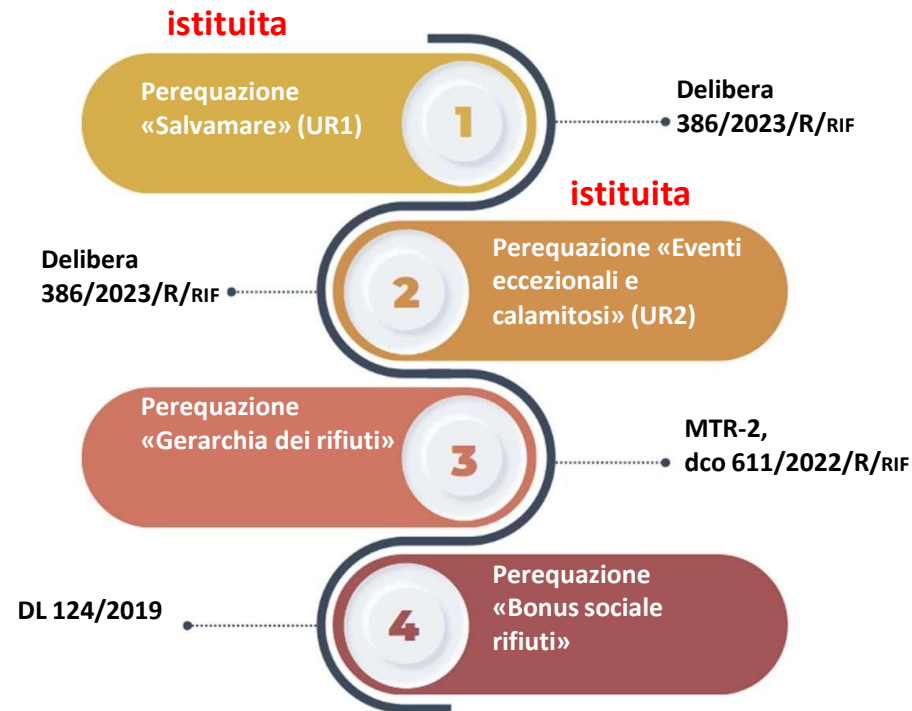 istituita
Perequazione
«Salvamare» (UR1)
1
Delibera
386/2023/R/RIF
istituita
Delibera
386/2023/R/RIF
2
Perequazione «Eventi
eccezionali e
calamitosi» (UR2)
Perequazione
«Gerarchia dei rifiuti»
3
MTR-2,
dco 611/2022/R/RIF
DL 124/2019
4
Perequazione
«Bonus sociale
rifiuti»